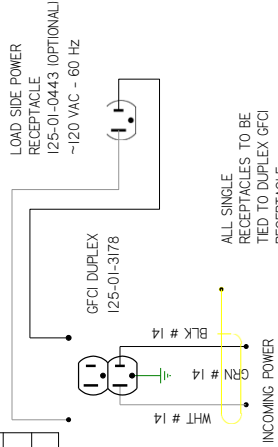 LOAD SIDE POWER
RECEPTACLE
125-01-0443 (OPTIONAL)
~120 VAC - 60 Hz
GFCI DUPLEX
125-01-3178
ALL SINGLE
RECEPTACLES TO BE
TIED TO DUPLEX GFCI
RECEPTACLE
BLK # 14
GRN # 14
WHT # 14
INCOMING POWER